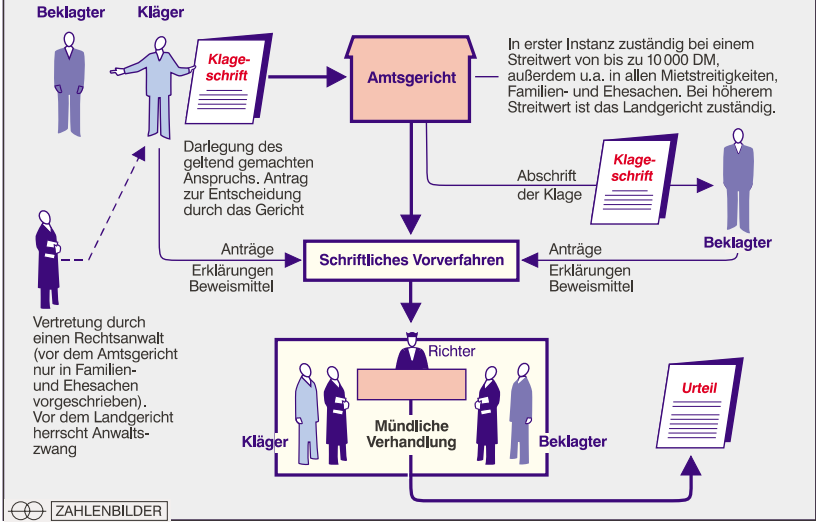 Beklagter
Kläger
Klage-
schrift
Amtsgericht
In erster Instanz zuständig bei einem
Streitwert von bis zu 10 000 DM,
außerdem u.a. in allen Mietstreitigkeiten,
Familien- und Ehesachen. Bei höherem
Streitwert ist das Landgericht zuständig.
Darlegung des
geltend gemachten
Anspruchs. Antrag
zur Entscheidung
durch das Gericht
Abschrift
der Klage
Klage-
schrift
Beklagter
Anträge
Erklärungen
Beweismittel
Schriftliches Vorverfahren
Anträge
Erklärungen
Beweismittel
Vertretung durch
einen Rechtsanwalt
(vor dem Amtsgericht
nur in Familien-
und Ehesachen
vorgeschrieben).
Vor dem Landgericht
herrscht Anwalts-
zwang
Richter
Kläger
Mündliche
Verhandlung
Beklagter
Urteil
ZAHLENBILDER